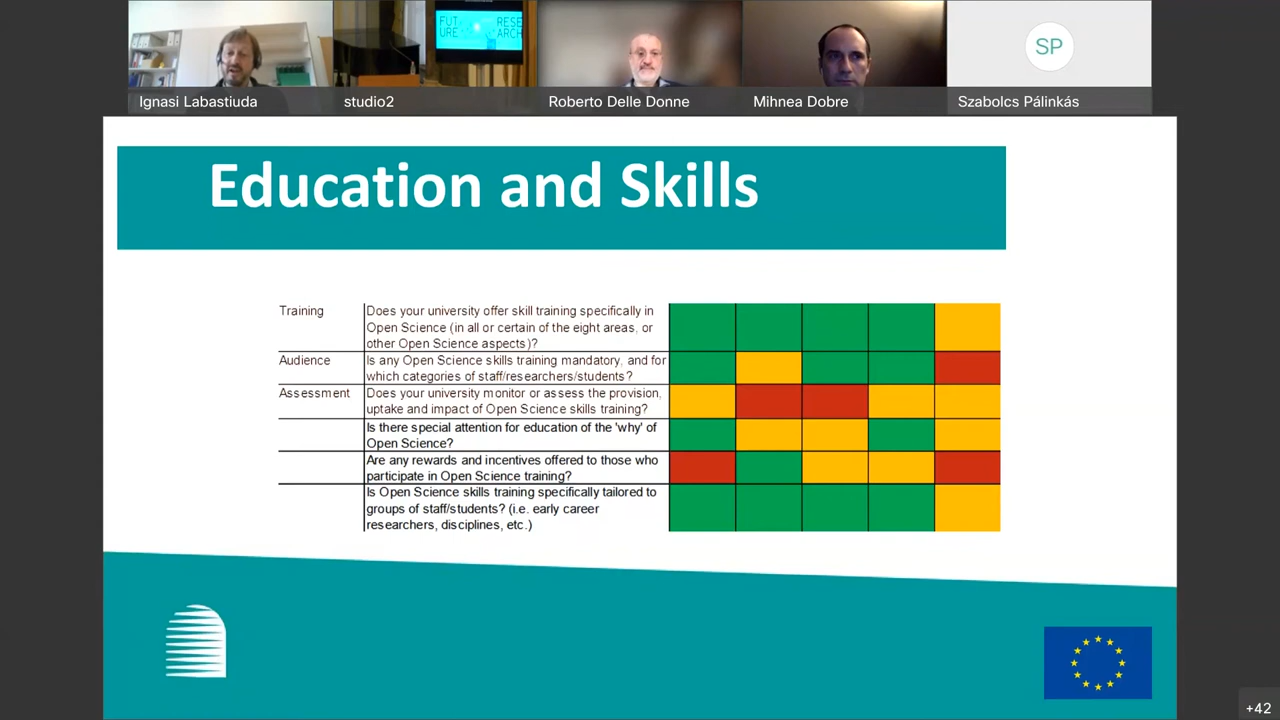 FUT RESE
URE ARCH
SP
Ignasi Labastiuda
studio2
Roberto Delle Donne
Mihnea Dobre
Szabolcs Pálinkás
Education and Skills
Training
Does your university offer skill training specifically in
Open Science (in all or certain of the eight areas, or
other Open Science aspects)?
Audience
Is any Open Science skills training mandatory, and for
which categories of staff/researchers/students?
Assessment
Does your university monitor or assess the provision,
uptake and impact of Open Science skills training?
Is there special attention for education of the 'why' of
Open Science?
Are any rewards and incentives offered to those who
participate in Open Science training?
Is Open Science skills training specifically tailored to
groups of staff/students? (i.e. early career
researchers, disciplines, etc.)
+42